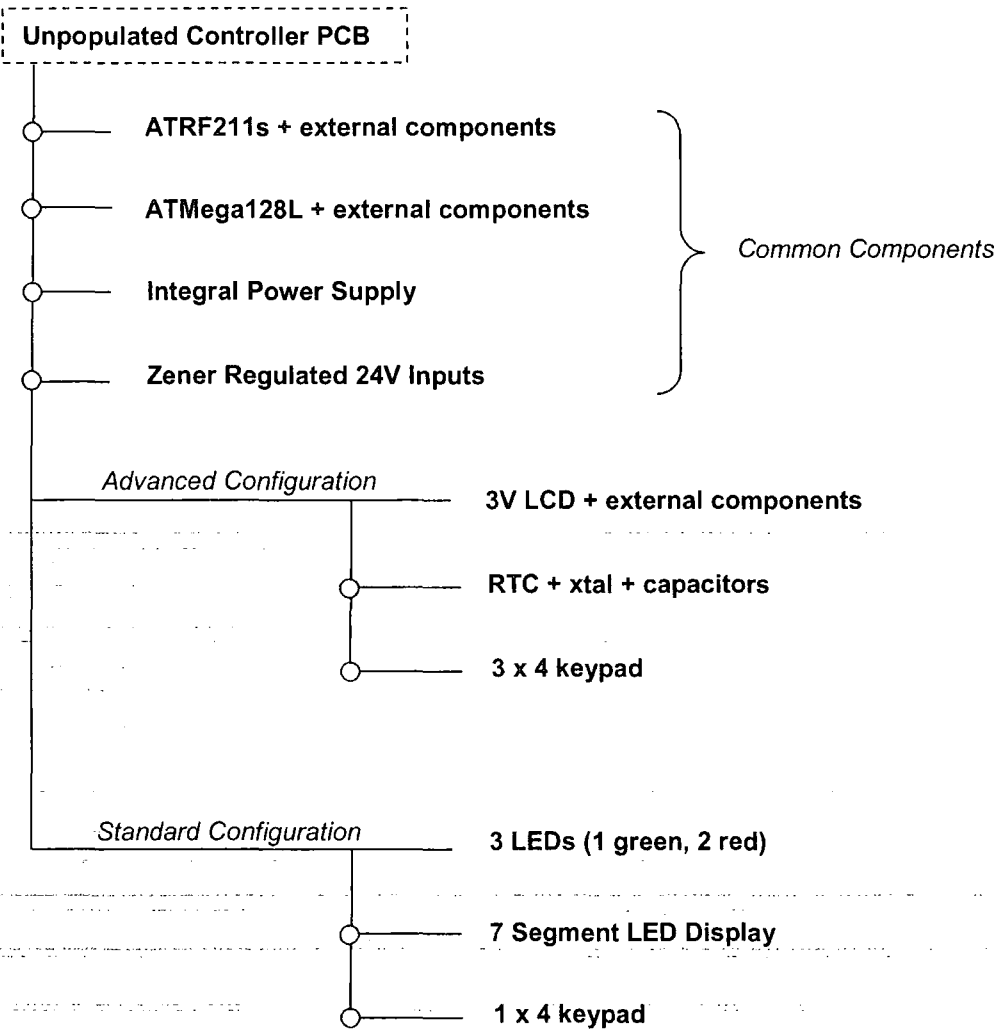 Unpopulated Controller PCB
ATRF211s + external components
ATMega128L + external components
Common Components
Integral Power Supply
Zener Regulated 24V Inputs
Advanced Configuration
3V LCD + external components
RTC + xtal + capacitors
3 x 4 keypad
Standard Configuration
3 LEDs (1 green, 2 red)
7 Segment LED Display
1 x 4 keypad